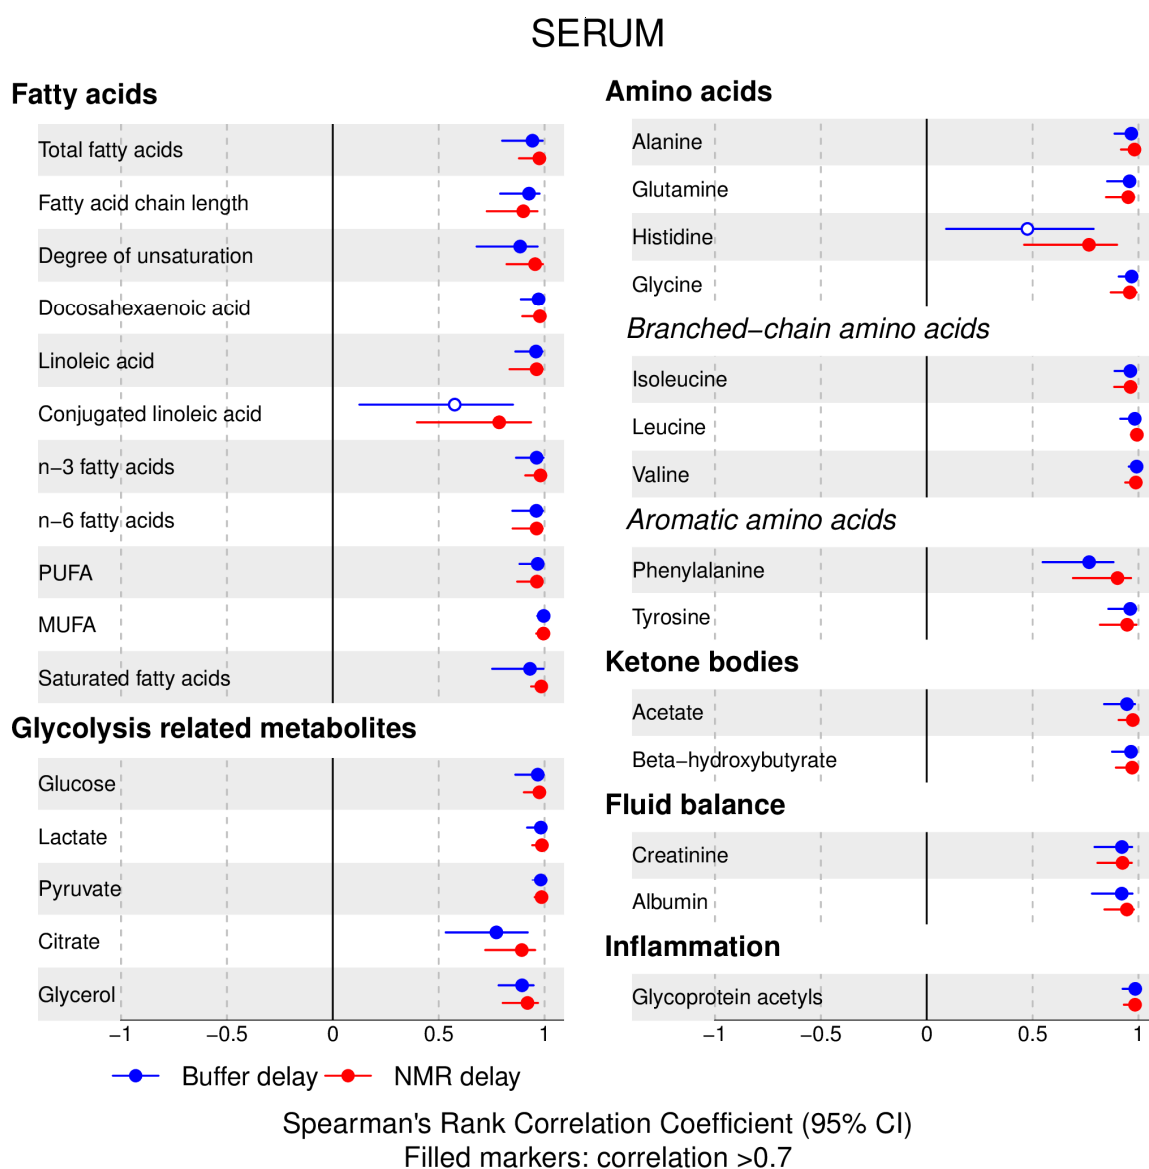 SERUM
Fatty acids
Total fatty acids
Fatty acid chain length
Degree of unsaturation
Docosahexaenoic acid
Linoleic acid
Conjugated linoleic acid
n−3 fatty acids
n−6 fatty acids
PUFA
MUFA
Saturated fatty acids
Glycolysis related metabolites
Glucose
Lactate
Pyruvate
Citrate
Glycerol
−1 −0.5 0 0.5 1
Amino acids
Alanine
Glutamine
Histidine
Glycine
Branched−chain amino acids
Isoleucine
Leucine
Valine
Aromatic amino acids
Phenylalanine
Tyrosine
Ketone bodies
Acetate
Beta−hydroxybutyrate
Fluid balance
Creatinine
Albumin
Inflammation
Glycoprotein acetyls
−1 −0.5 0 0.5 1
Buffer delay NMR delay
Spearman's Rank Correlation Coefficient (95% CI)
Filled markers: correlation >0.7